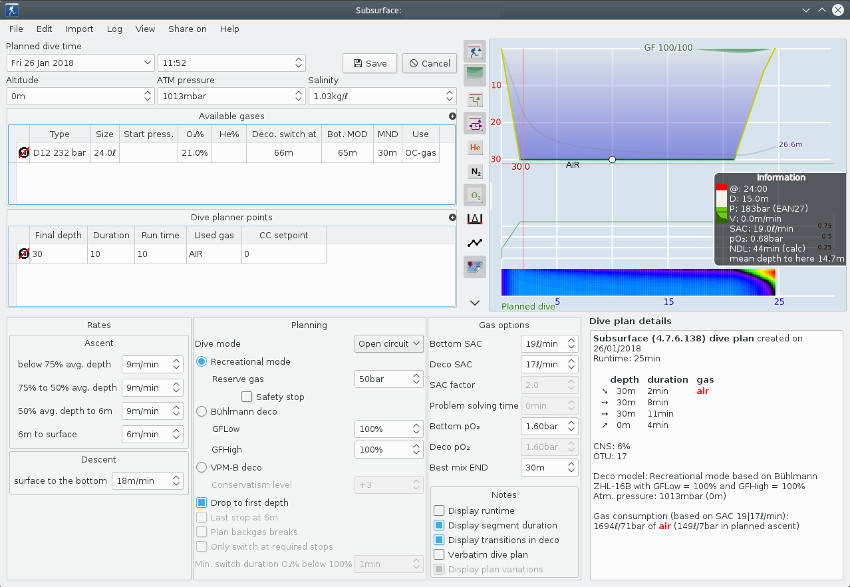 Subsurface:
File Edit Import Log View Share on Help
Planned dive time
Fri 26 Jan 2018 11:52 Save Cancel
Altitude ATM pressure Salinity
0m 1013mbar 1.03kg/ℓ
Available gases
Type Size Start press. O₂% He% Deco. switch at Bot. MOD MND Use
D12 232 bar 24.0ℓ 21.0% 66m 65m 30m OC-gas
Dive planner points
Final depth Duration Run time Used gas CC setpoint
30 10 10 AIR 0
He
N₂
O₂
GF 100/100
10
20
30
30.0
AIR
26.6m
Information
@: 24:00
D: 15.0m
P: 183bar (EAN27)
V: 0.0m/min
SAC: 19.0ℓ/min
pO₂: 0.68bar
NDL: 44min (calc)
mean depth to here 14.7m
0.75
0.5
0.25
Planned dive
5 15 25
Rates
Ascent
below 75% avg. depth 9m/min
75% to 50% avg. depth 9m/min
50% avg. depth to 6m 9m/min
6m to surface 6m/min
Descent
surface to the bottom 18m/min
Planning
Dive mode Open circuit
Recreational mode
Reserve gas 50bar
Safety stop
Bühlmann deco
GFLow 100%
GFHigh 100%
VPM-B deco
Conservatism level +3
Drop to first depth
Last stop at 6m
Plan backgas breaks
Only switch at required stops
Min. switch duration O₂% below 100% 1min
Gas options
Bottom SAC 19ℓ/min
Deco SAC 17ℓ/min
SAC factor 2.0
Problem solving time 0min
Bottom pO₂ 1.60bar
Deco pO₂ 1.60bar
Best mix END 30m
Notes
Display runtime
Display segment duration
Display transitions in deco
Verbatim dive plan
Display plan variations
Dive plan details
Subsurface (4.7.6.138) dive plan created on
26/01/2018
Runtime: 25min
depth duration gas
➘ 30m 2min air
➙ 30m 8min
➙ 30m 11min
➚ 0m 4min
CNS: 6%
OTU: 17
Deco model: Recreational mode based on Bühlmann
ZHL-16B with GFLow = 100% and GFHigh = 100%
Atm. pressure: 1013mbar (0m)
Gas consumption (based on SAC 19|17ℓ/min):
1694ℓ/71bar of air (149ℓ/7bar in planned ascent)